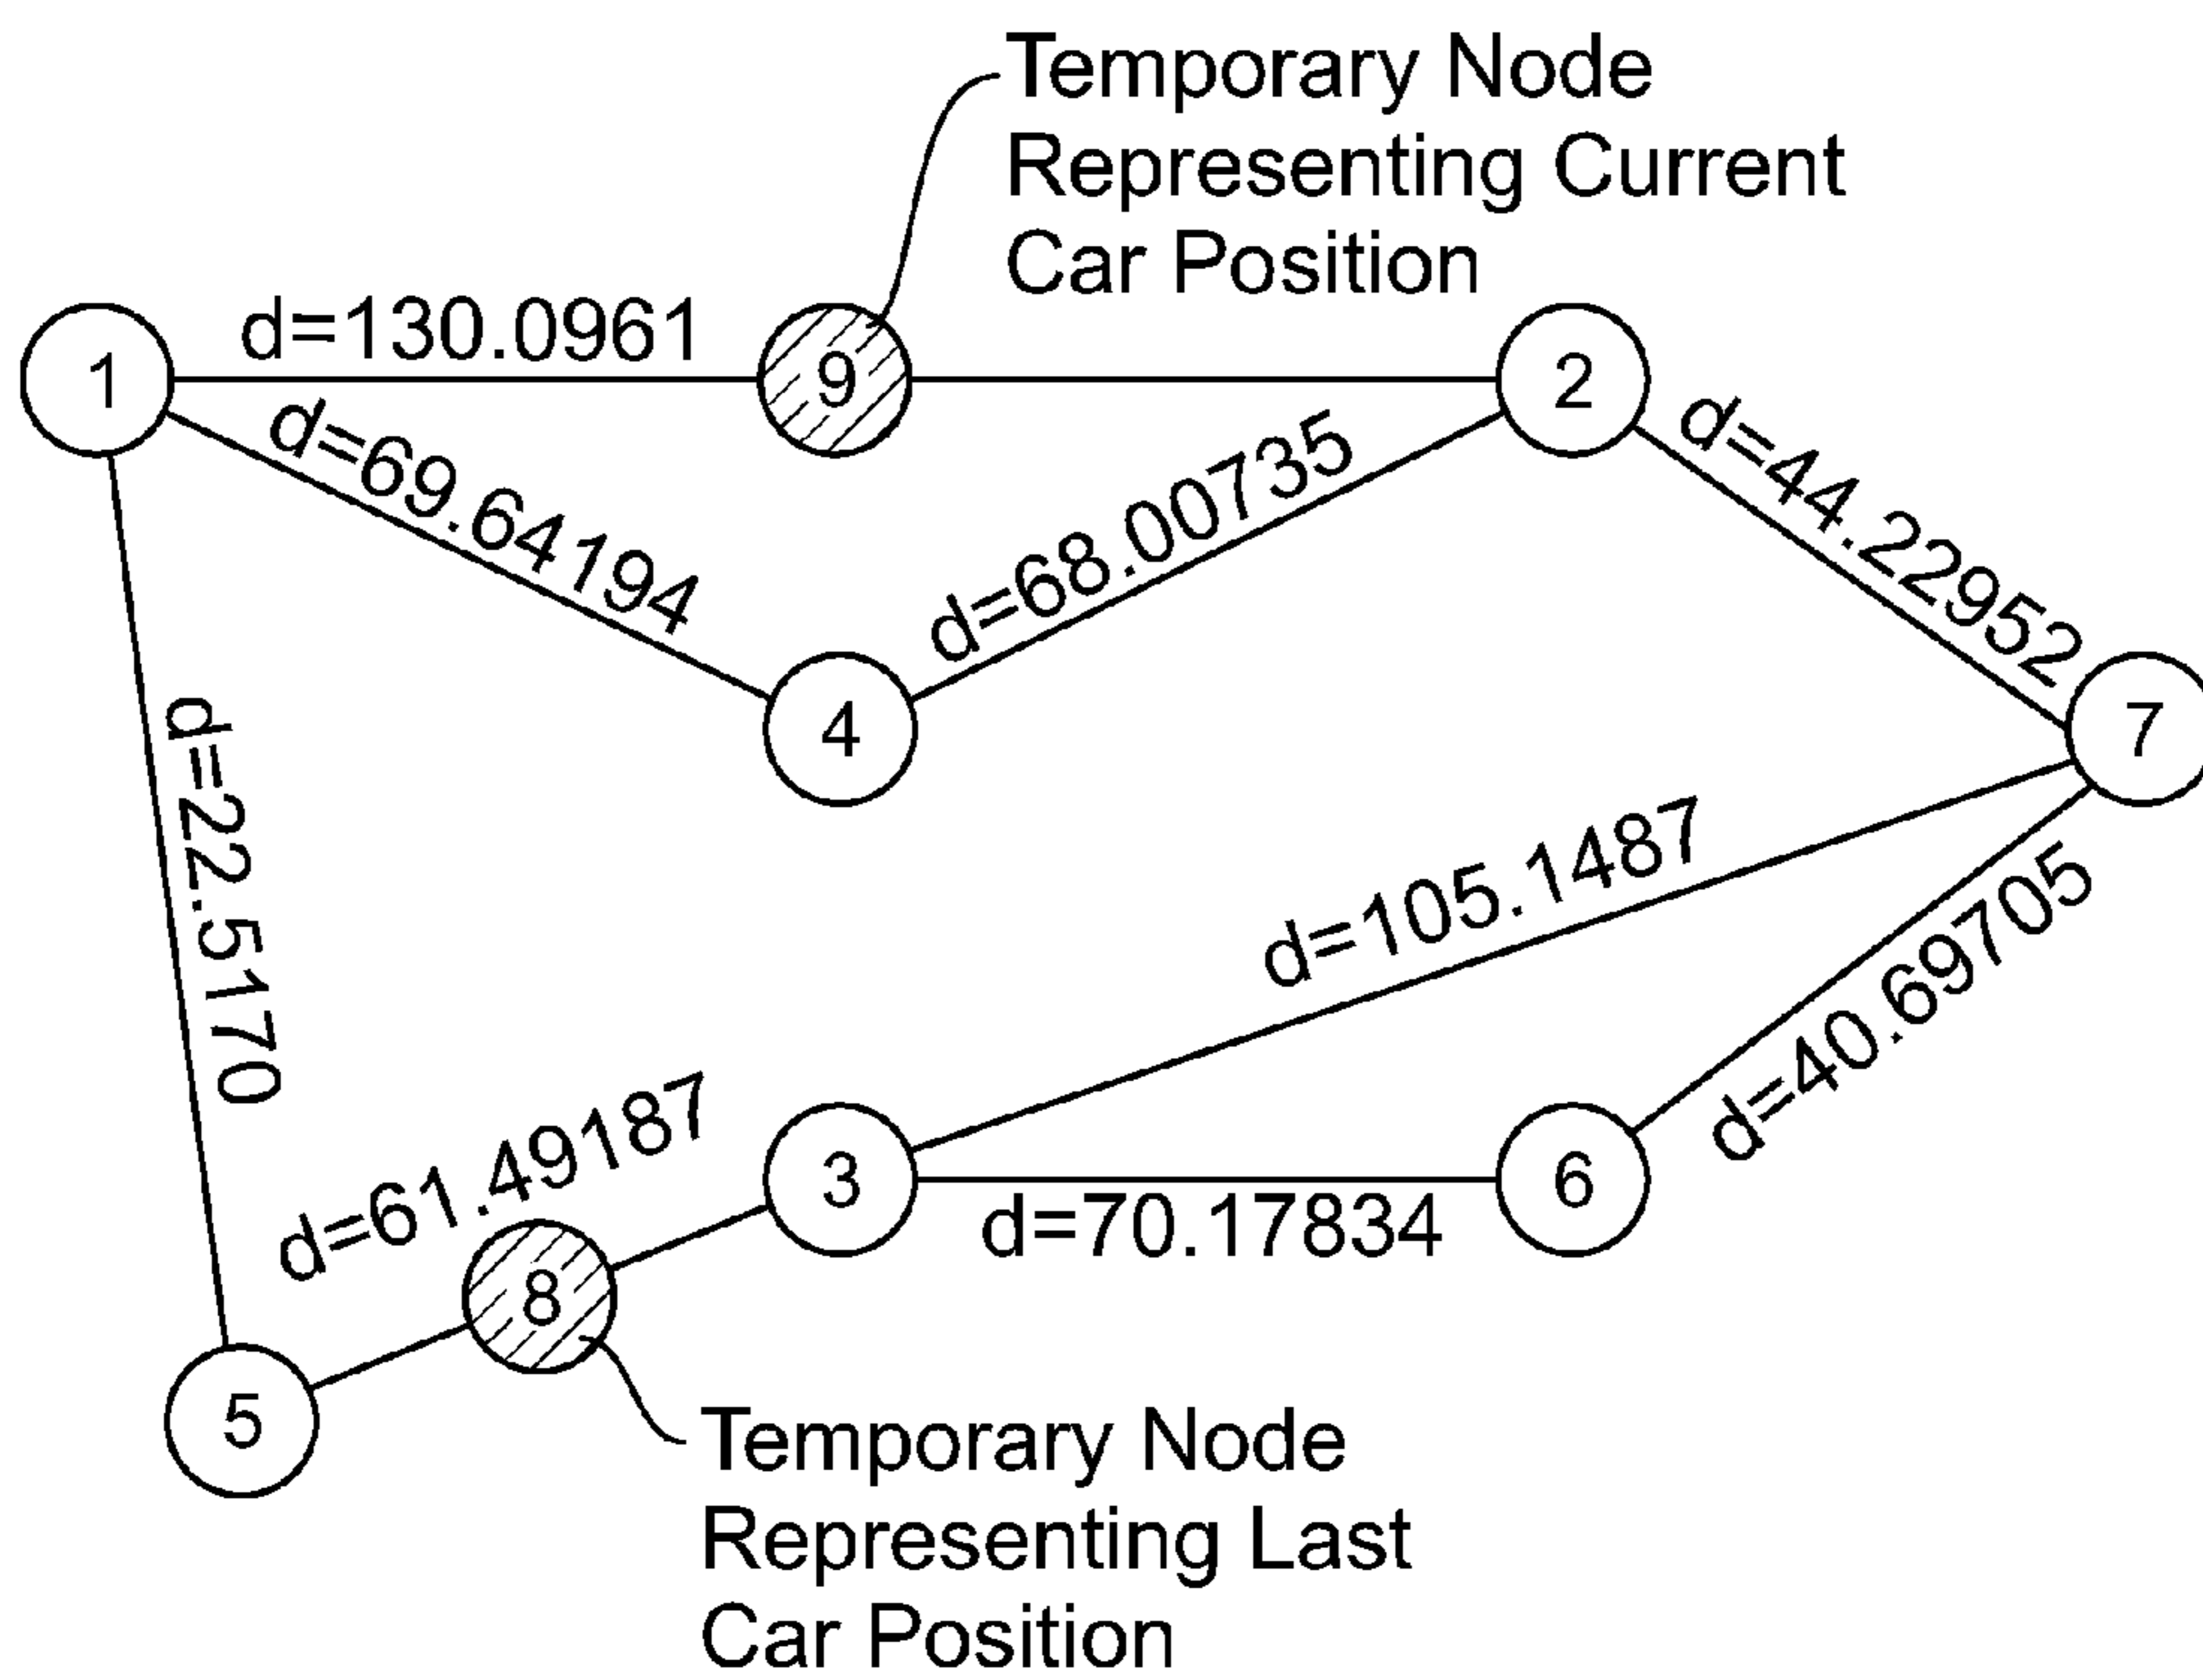 Temporary Node
Representing Current
Car Position
d=130.0961
1
9
2
d=69.64194
d=68.00735
d=44.22952
4
7
d=22.5170
d=105.1487
d=40.69705
d=61.49187
3
6
d=70.17834
8
5
Temporary Node
Representing Last
Car Position